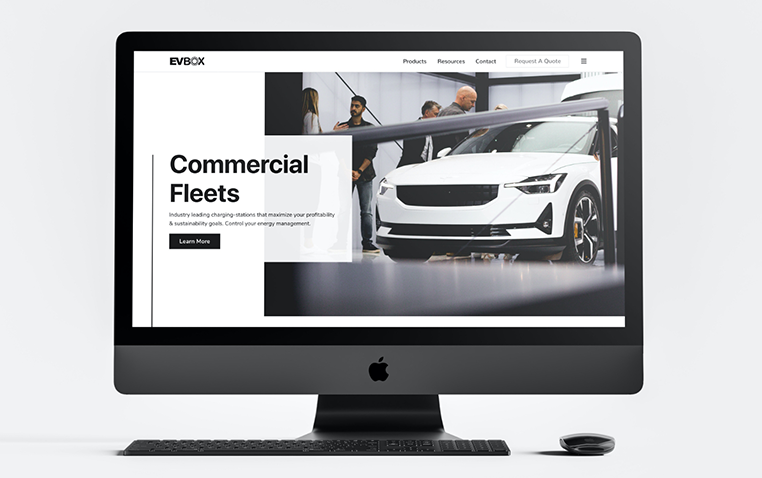 EVBOX
Products Resources Contact Request A Quote
Commercial
Fleets
Industry leading charging-stations that maximize your profitability
& sustainability goals. Control your energy management.
Learn More